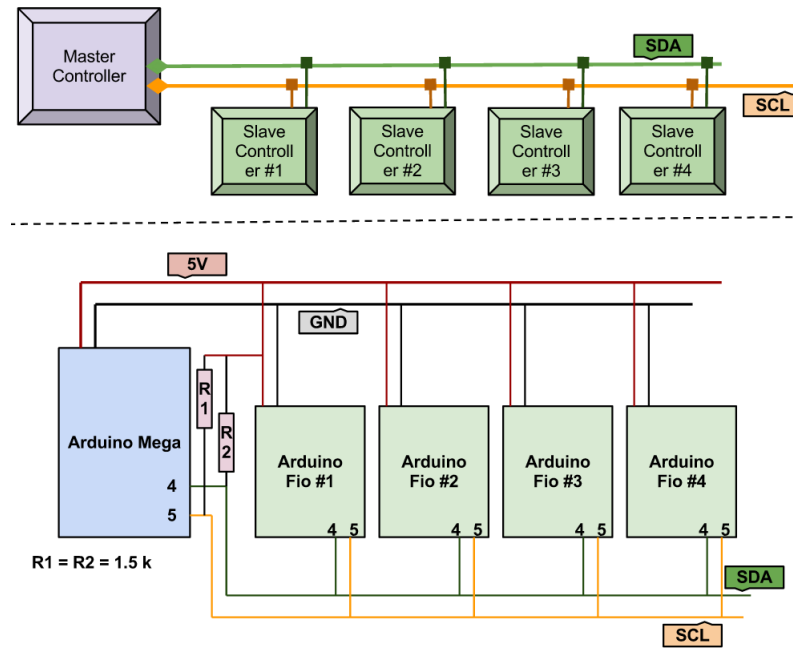 Master
Controller
SDA
SCL
Slave
Controll
er #1
Slave
Controll
er #2
Slave
Controll
er #3
Slave
Controll
er #4
5V
GND
R
1
R
2
Arduino Mega
4
5
Arduino
Fio #1
4 5
Arduino
Fio #2
4 5
Arduino
Fio #3
4 5
Arduino
Fio #4
4 5
R1 = R2 = 1.5 k
SDA
SCL